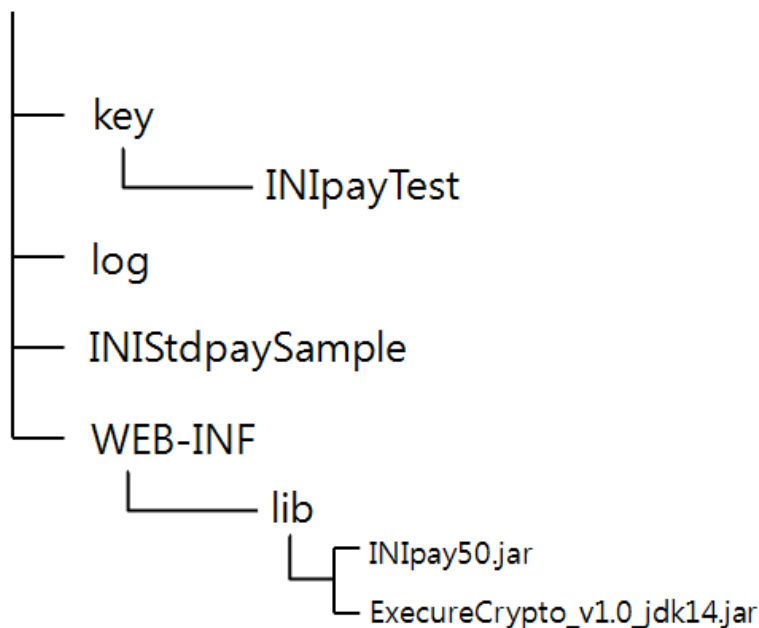 key
INIpayTest
log
INIStdpaySample
WEB-INF
lib
INIpay50.jar
ExecureCrypto_v1.0_jdk14.jar